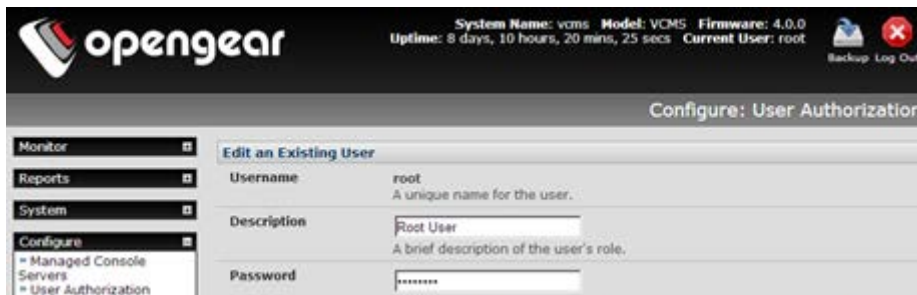 opengear
System Name: vcms Model: VCMS Firmware: 4.0.0
Uptime: 8 days, 10 hours, 20 mins, 25 secs Current User: root
Backup Log Out
Configure: User Authorization
Monitor
Reports
System
Configure
Managed Console
Servers
User Authorization
Edit an Existing User
Username root
A unique name for the user.
Description Root User
A brief description of the user's role.
Password ••••••••